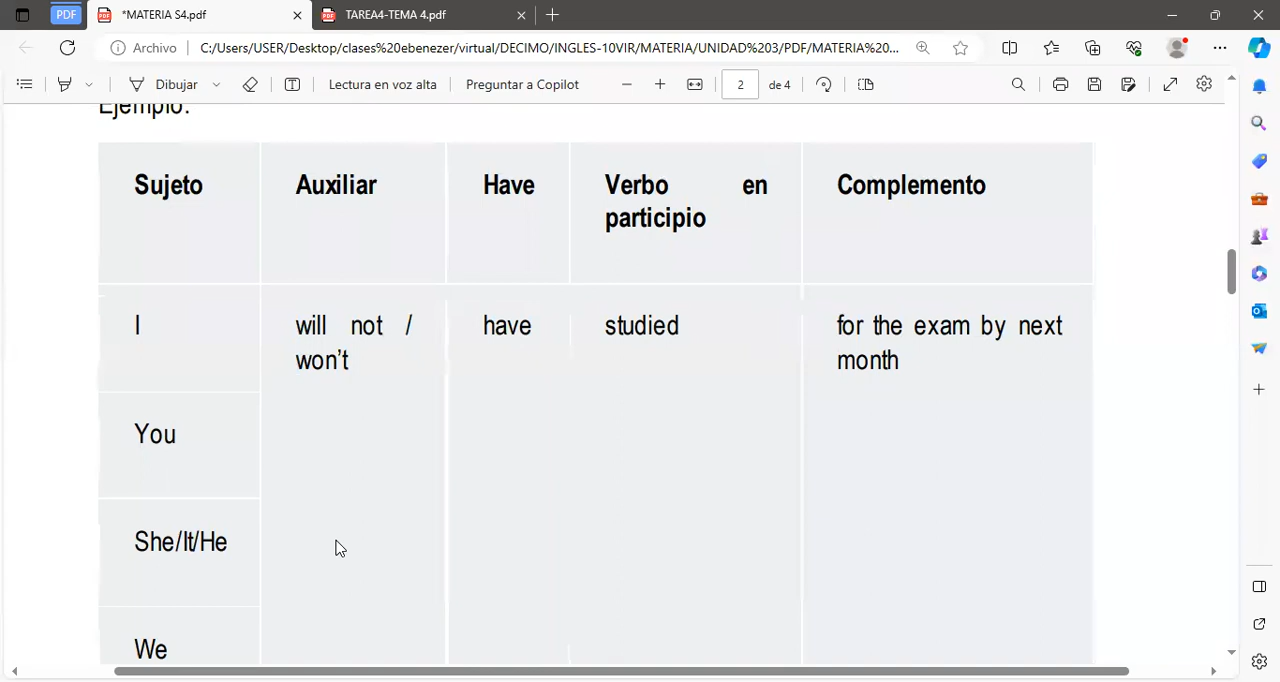 PDF
*MATERIA S4.pdf
TAREA4-TEMA 4.pdf
Archivo
C:/Users/USER/Desktop/clases%20ebenezer/virtual/DECIMO/INGLES-10VIR/MATERIA/UNIDAD%203/PDF/MATERIA%20...
Dibujar
Lectura en voz alta
Preguntar a Copilot
2
de 4
Ejemplo:
Sujeto
Auxiliar
Have
Verbo en
participio
Complemento
I
will not /
won't
have
studied
for the exam by next
month
You
She/It/He
We